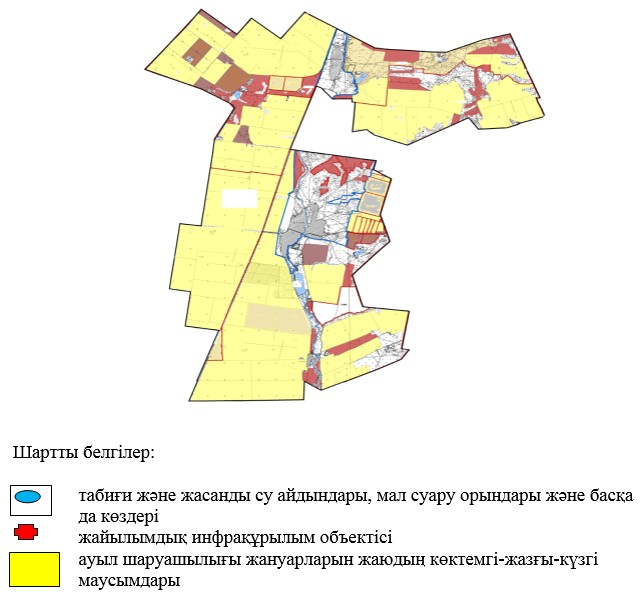 Шартты белгілер:
табиғи және жасанды су айдындары, мал суару орындары және басқа
да көздері
жайылымдық инфрақұрылым объектісі
ауыл шаруашылығы жануарларын жаюдың көктемгі-жазғы-күзгі
маусымдары